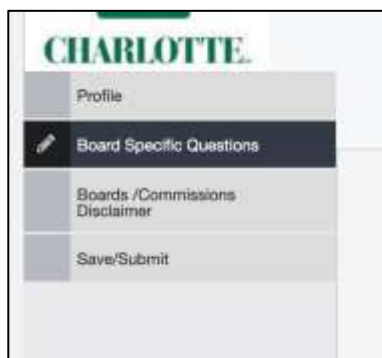 CHARLOTTE.
Profile
Board Specific Questions
Boards /Commissions
Disclaimer
Save/Submit